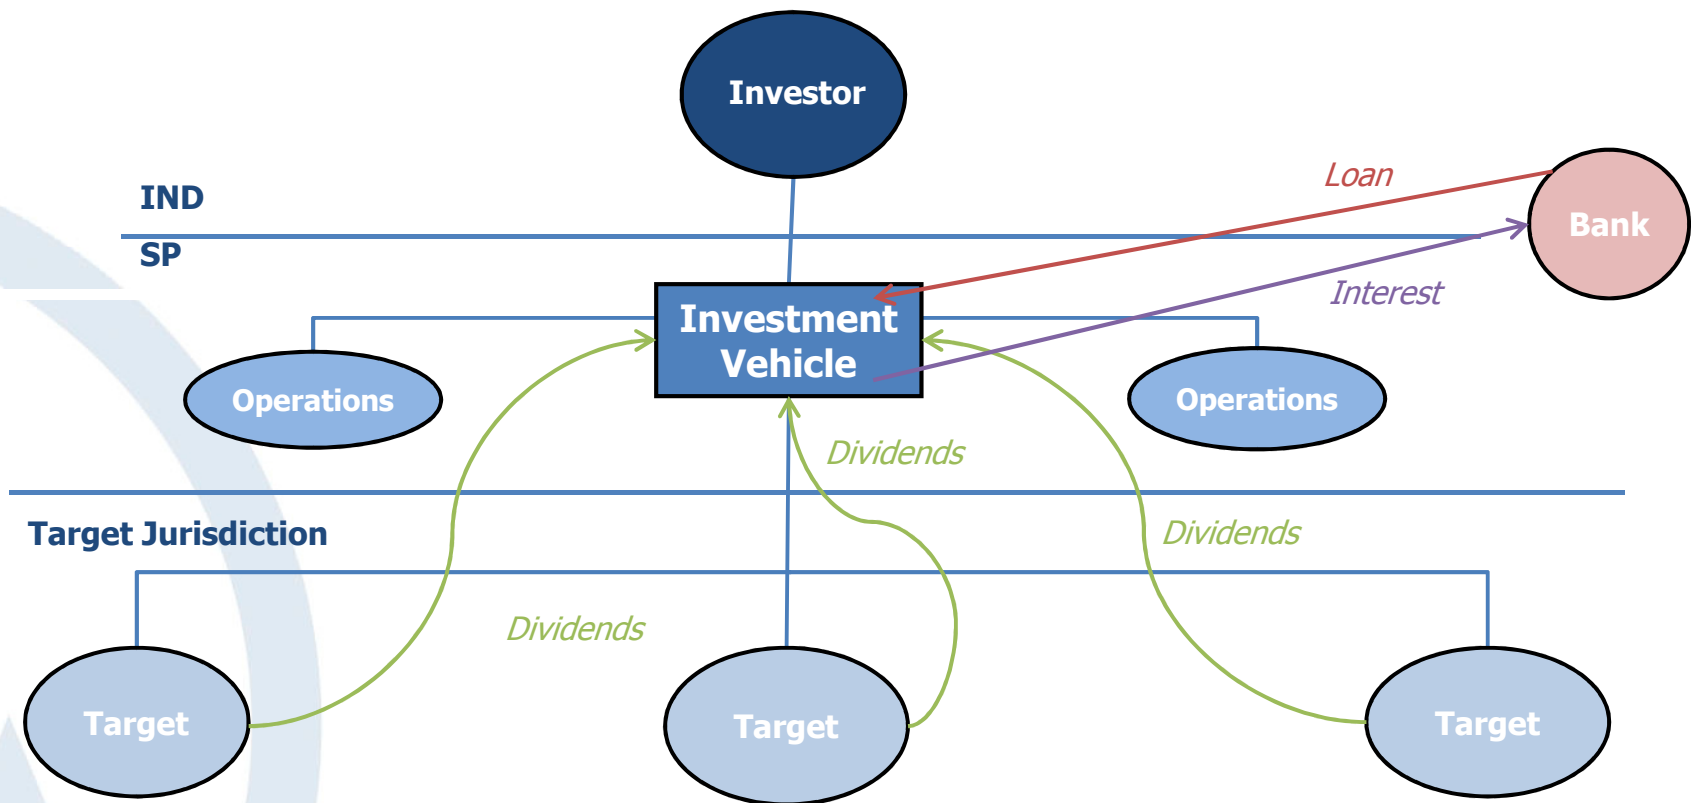 Investor
Loan
IND
Bank
SP
Interest
Investment
Vehicle
Operations
Operations
Dividends
Target Jurisdiction
Dividends
Dividends
Target
Target
Target